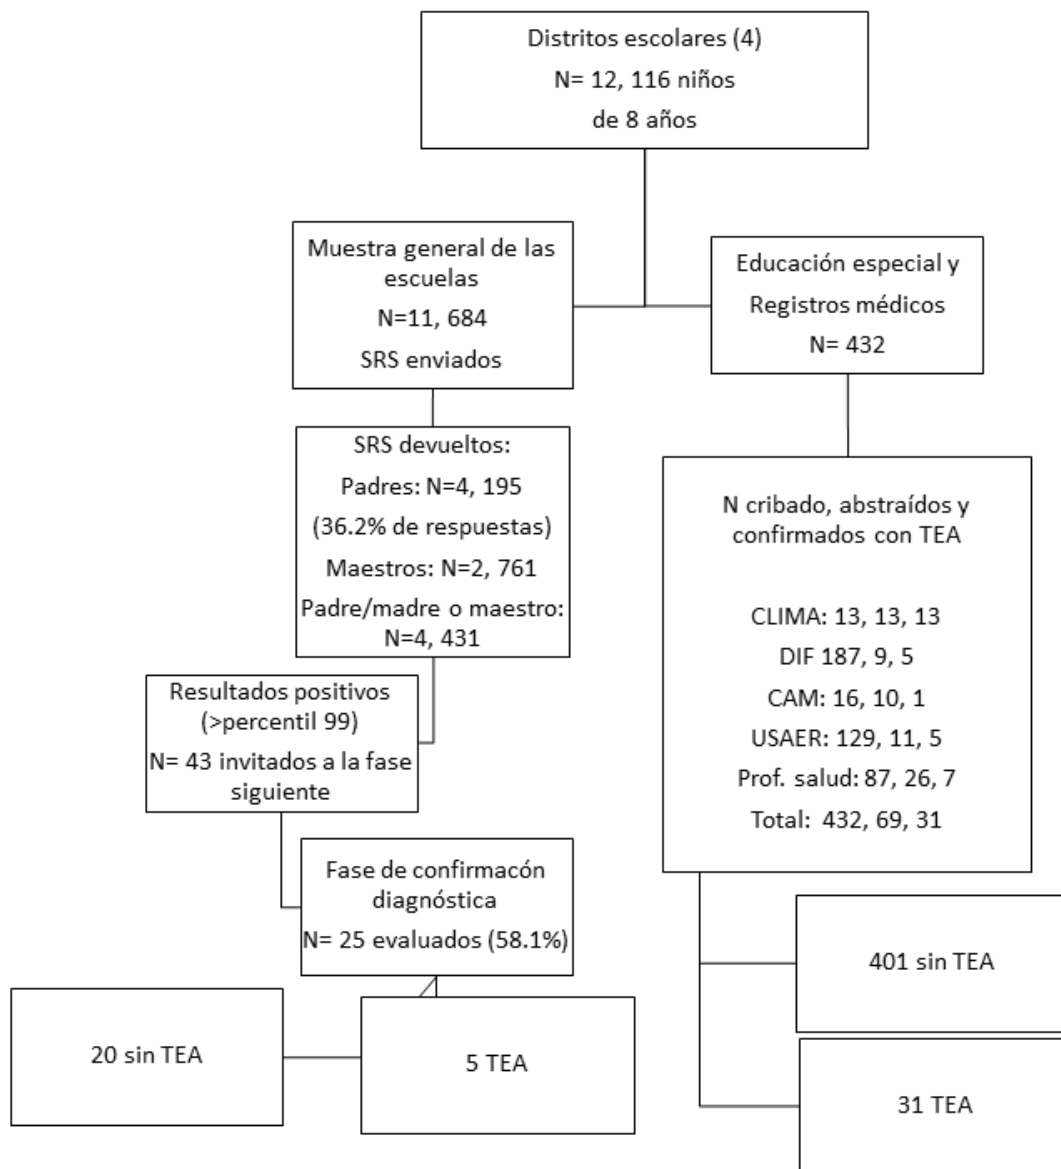 Distritos escolares (4)
N= 12, 116 niños
de 8 años
Muestra general de las
escuelas
N=11, 684
SRS enviados
Educación especial y
Registros médicos
N= 432
SRS devueltos:
Padres: N=4, 195
(36.2% de respuestas)
Maestros: N=2, 761
Padre/madre o maestro:
N=4, 431
N cribado, abstraídos y
confirmados con TEA
CLIMA: 13, 13, 13
DIF 187, 9, 5
CAM: 16, 10, 1
USAER: 129, 11, 5
Prof. salud: 87, 26, 7
Total: 432, 69, 31
Resultados positivos
(>percentil 99)
N= 43 invitados a la fase
siguiente
Fase de confirmacón
diagnóstica
N= 25 evaluados (58.1%)
401 sin TEA
20 sin TEA
5 TEA
31 TEA